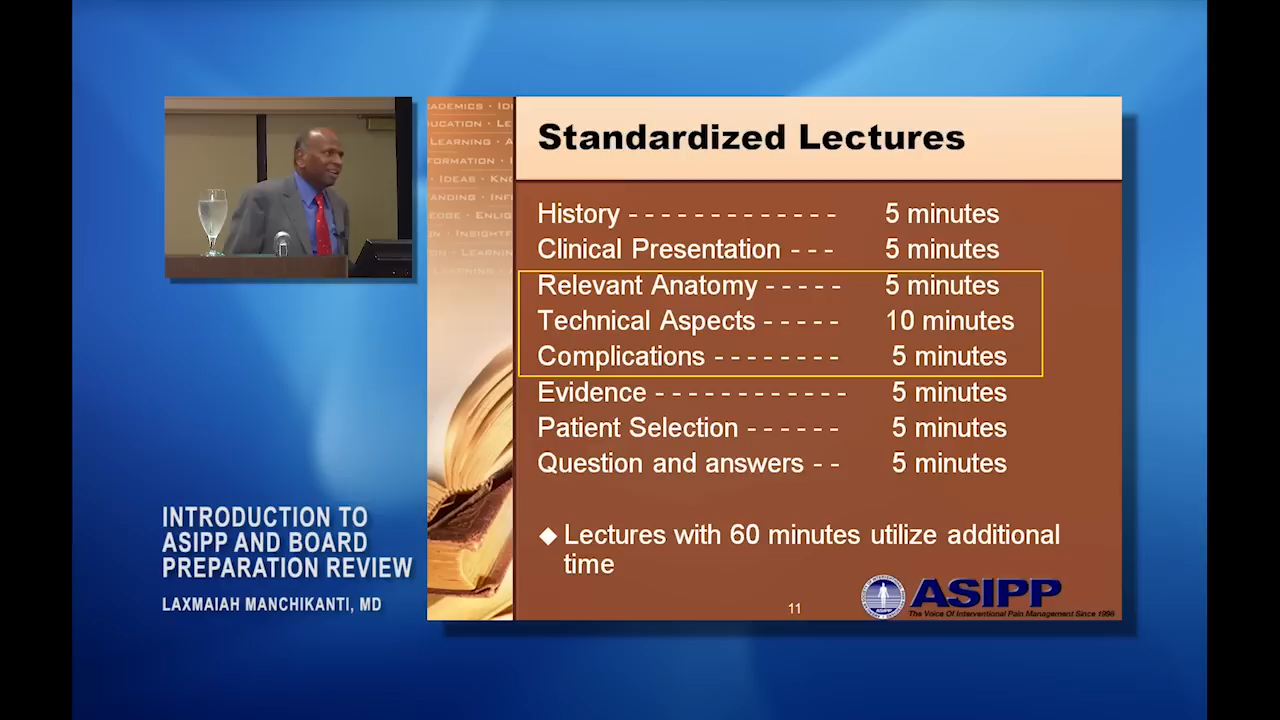 Standardized Lectures
History - - - - - - - - - - - - - 5 minutes
Clinical Presentation - - - 5 minutes
Relevant Anatomy - - - - - 5 minutes
Technical Aspects - - - - - 10 minutes
Complications - - - - - - - - 5 minutes
Evidence - - - - - - - - - - - - 5 minutes
Patient Selection - - - - - - 5 minutes
Question and answers - - 5 minutes
◆ Lectures with 60 minutes utilize additional
time
11
ASIPP
The Voice Of Interventional Pain Management Since 1998
INTRODUCTION TO
ASIPP AND BOARD
PREPARATION REVIEW
LAXMAIAH MANCHIKANTI, MD